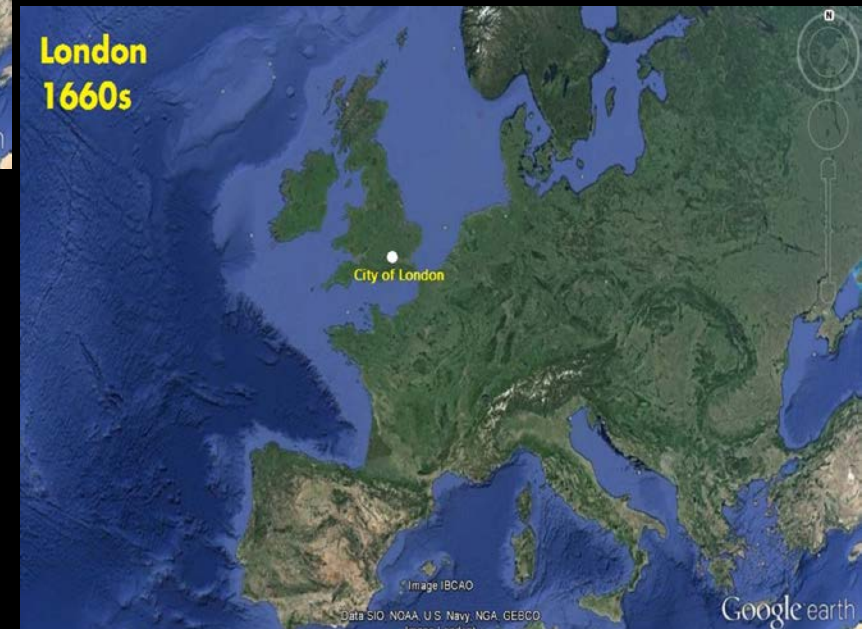 London
1660s
N
City of London
Image IBCAO
Data SIO, NOAA, U.S. Navy, NGA, GEBCO
Google earth